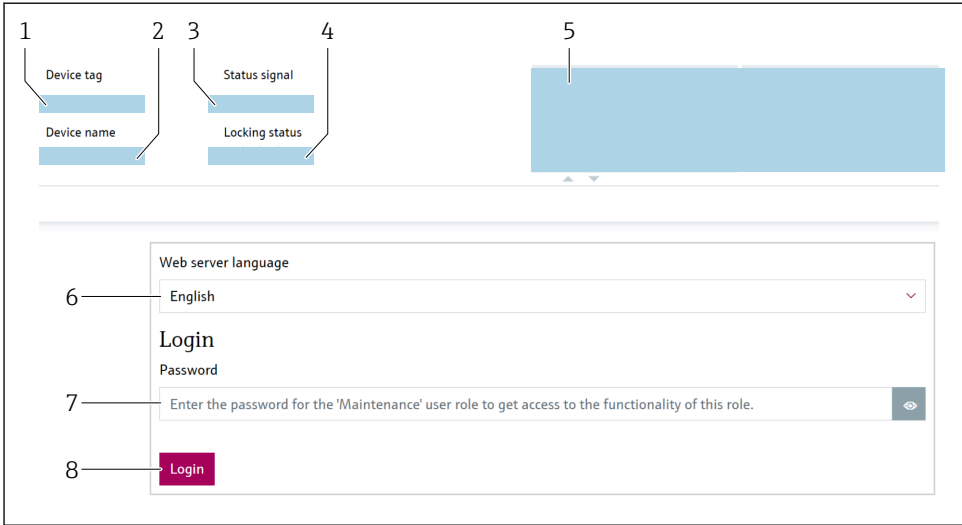 1 2 3 4 5
Device tag Status signal
Device name Locking status
Web server language
6 English
Login
Password
7 Enter the password for the 'Maintenance' user role to get access to the functionality of this role.
8 Login